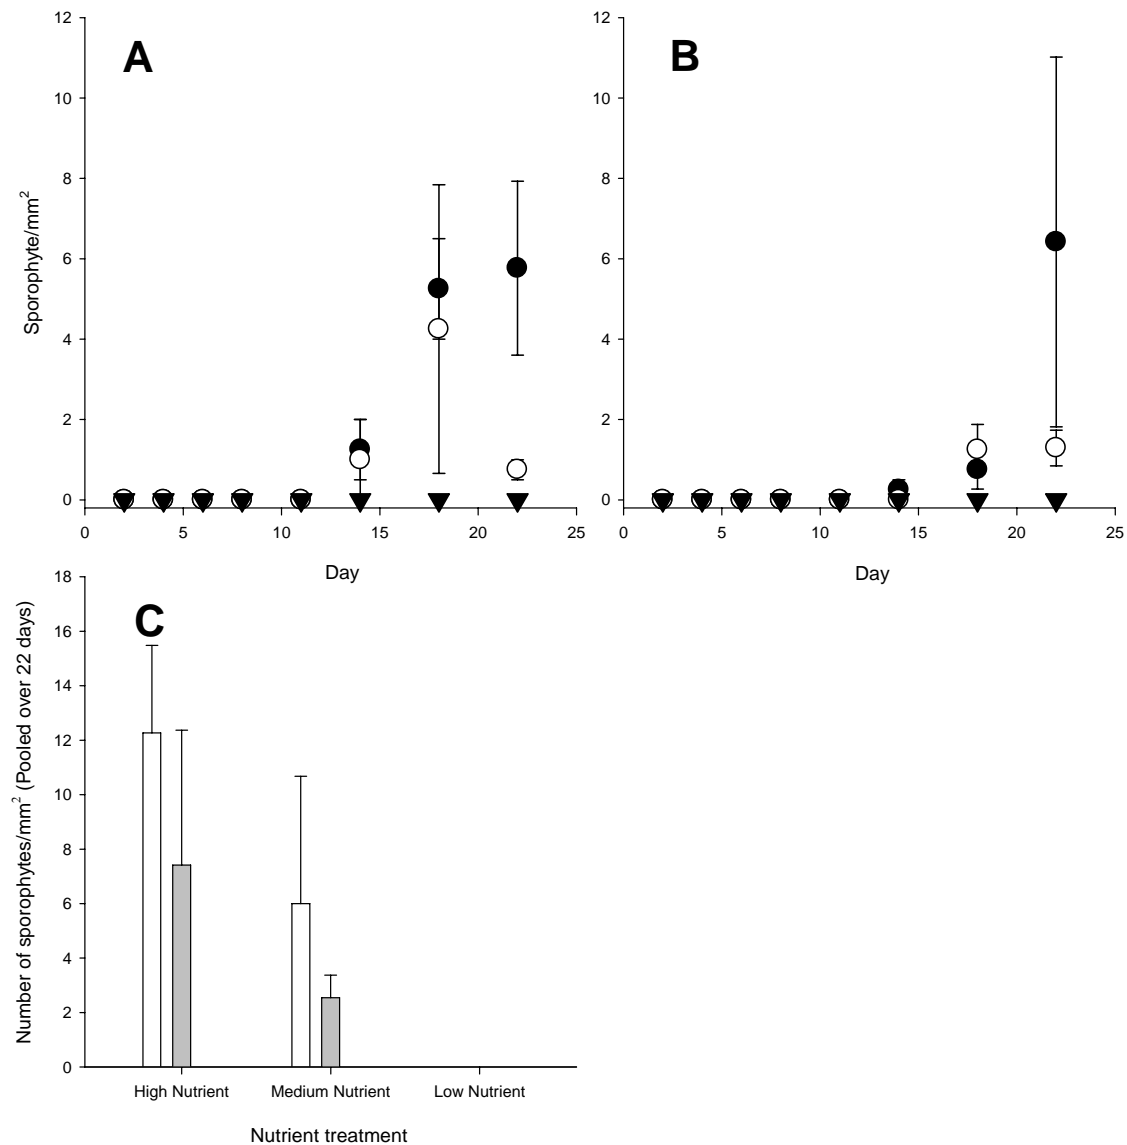 A
B
12
10
8
6
4
2
0
Sporophyte/mm²
0 5 10 15 20 25
Day
12
10
8
6
4
2
0
0 5 10 15 20 25
Day
C
18
16
14
12
10
8
6
4
2
0
Number of sporophytes/mm² (Pooled over 22 days)
High Nutrient Medium Nutrient Low Nutrient
Nutrient treatment